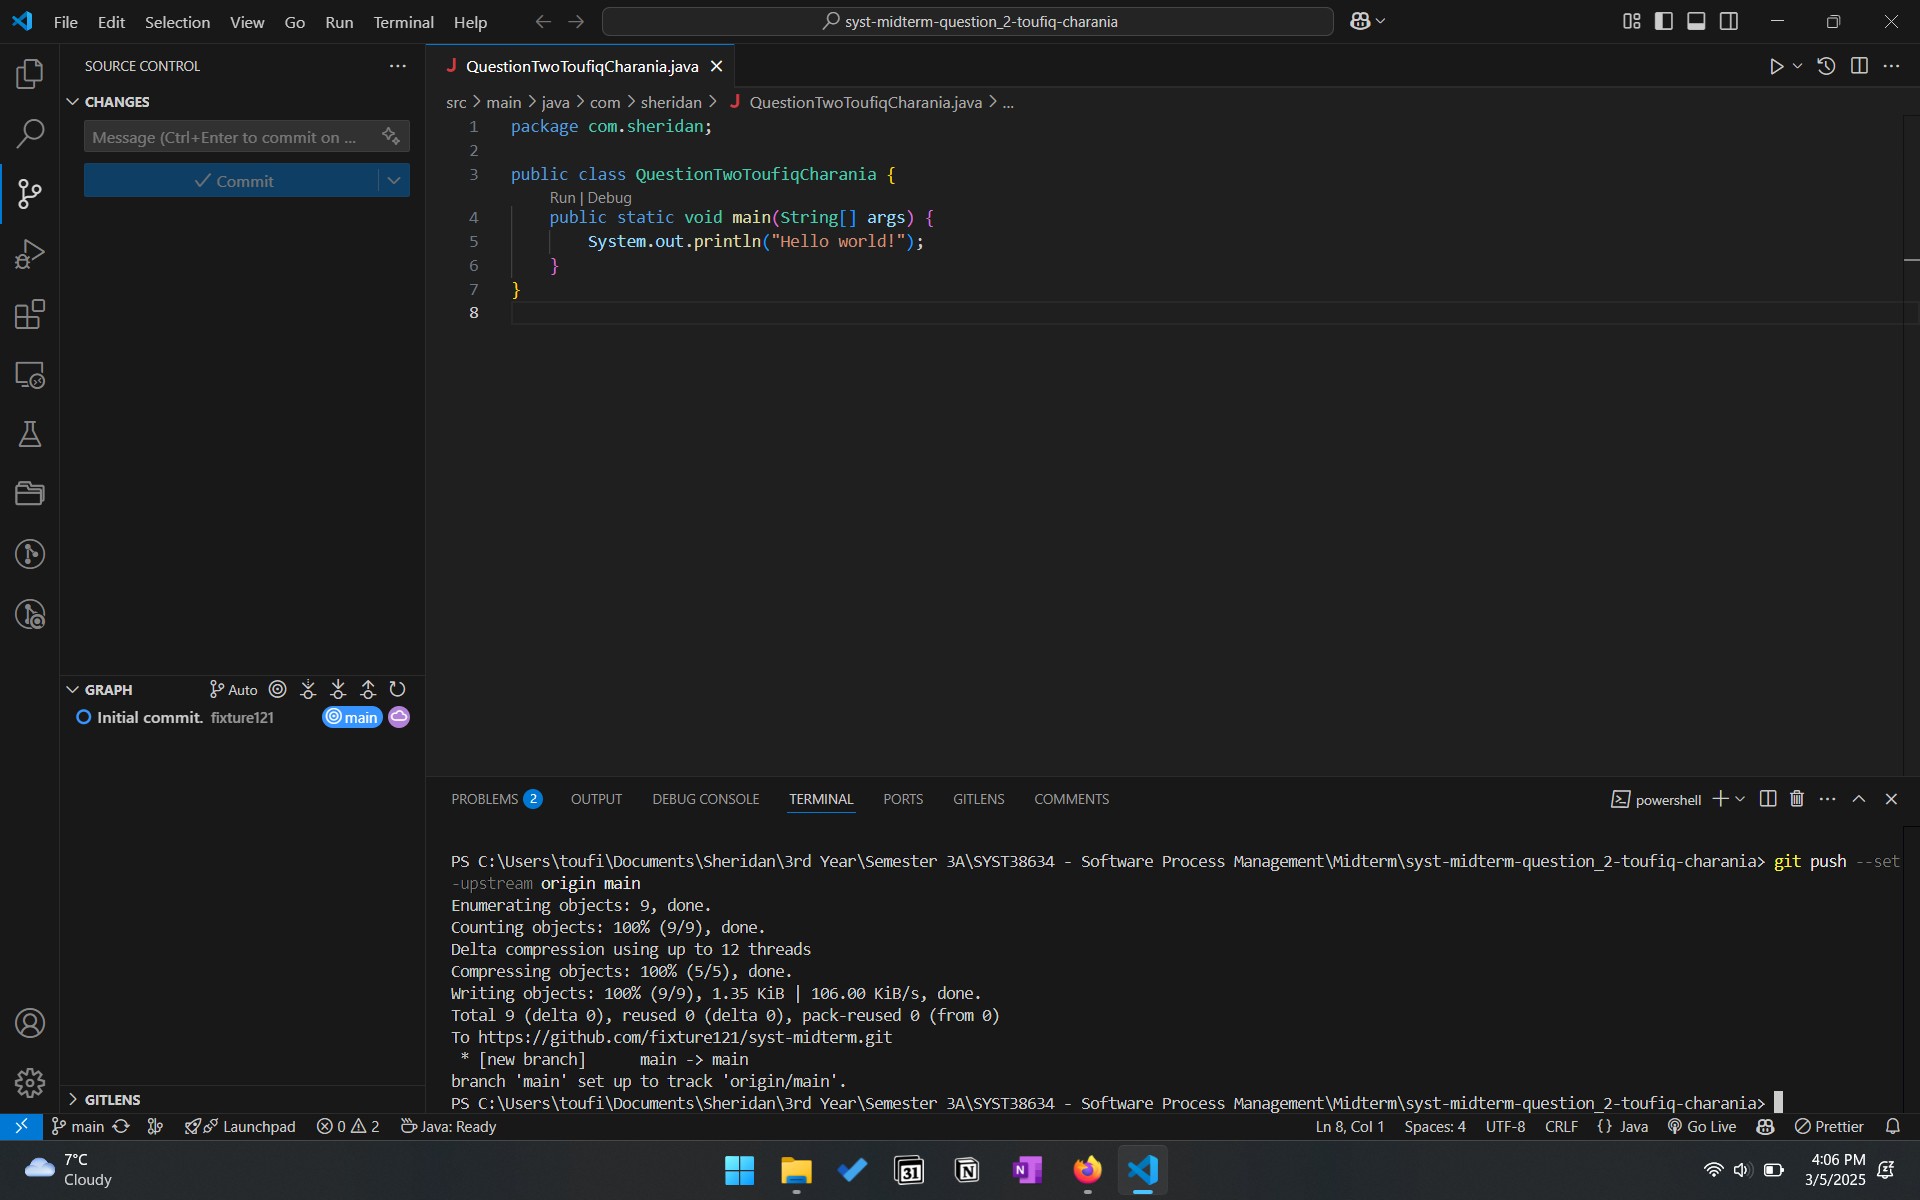 File Edit Selection View Go Run Terminal Help
syst-midterm-question_2-toufiq-charania
SOURCE CONTROL
CHANGES
Message (Ctrl+Enter to commit on ...
Commit
QuestionTwoToufiqCharania.java
src > main > java > com > sheridan > QuestionTwoToufiqCharania.java > ...
1 package com.sheridan;
2
3 public class QuestionTwoToufiqCharania {
Run | Debug
4 public static void main(String[] args) {
5 System.out.println("Hello world!");
6 }
7 }
8
GRAPH Auto
Initial commit. fixture121 main
GITLENS
PROBLEMS 2 OUTPUT DEBUG CONSOLE TERMINAL PORTS GITLENS COMMENTS
powershell
PS C:\Users\toufi\Documents\Sheridan\3rd Year\Semester 3A\SYST38634 - Software Process Management\Midterm\syst-midterm-question_2-toufiq-charania> git push --set
-upstream origin main
Enumerating objects: 9, done.
Counting objects: 100% (9/9), done.
Delta compression using up to 12 threads
Compressing objects: 100% (5/5), done.
Writing objects: 100% (9/9), 1.35 KiB | 106.00 KiB/s, done.
Total 9 (delta 0), reused 0 (delta 0), pack-reused 0 (from 0)
To https://github.com/fixture121/syst-midterm.git
* [new branch] main -> main
branch 'main' set up to track 'origin/main'.
PS C:\Users\toufi\Documents\Sheridan\3rd Year\Semester 3A\SYST38634 - Software Process Management\Midterm\syst-midterm-question_2-toufiq-charania>
main Launchpad 0 2 Java: Ready
Ln 8, Col 1 Spaces: 4 UTF-8 CRLF {} Java Go Live Prettier
7°C
Cloudy
31
N
N
4:06 PM
3/5/2025